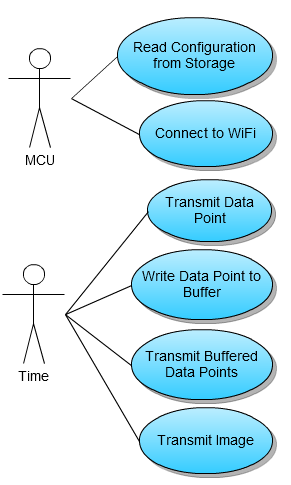 Read Configuration
from Storage
Connect to WiFi
MCU
Transmit Data
Point
Write Data Point to
Buffer
Transmit Buffered
Data Points
Time
Transmit Image